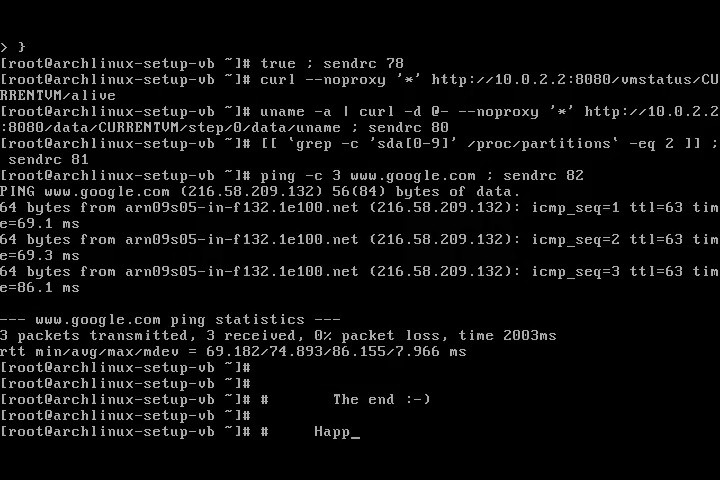 > }
[root@archlinux-setup-vb ~]# true ; sendrc 78
[root@archlinux-setup-vb ~]# curl --noproxy '*' http://10.0.2.2:8080/vmstatus/CU
RRENTVM/alive
[root@archlinux-setup-vb ~]# uname -a | curl -d @- --noproxy '*' http://10.0.2.2
:8080/data/CURRENTVM/step/0/data/uname ; sendrc 80
[root@archlinux-setup-vb ~]# [[ `grep -c 'sda[0-9]' /proc/partitions` -eq 2 ]] ;
 sendrc 81
[root@archlinux-setup-vb ~]# ping -c 3 www.google.com ; sendrc 82
PING www.google.com (216.58.209.132) 56(84) bytes of data.
64 bytes from arn09s05-in-f132.1e100.net (216.58.209.132): icmp_seq=1 ttl=63 tim
e=69.1 ms
64 bytes from arn09s05-in-f132.1e100.net (216.58.209.132): icmp_seq=2 ttl=63 tim
e=69.3 ms
64 bytes from arn09s05-in-f132.1e100.net (216.58.209.132): icmp_seq=3 ttl=63 tim
e=86.1 ms

--- www.google.com ping statistics ---
3 packets transmitted, 3 received, 0% packet loss, time 2003ms
rtt min/avg/max/mdev = 69.182/74.893/86.155/7.966 ms
[root@archlinux-setup-vb ~]#
[root@archlinux-setup-vb ~]#
[root@archlinux-setup-vb ~]# #       The end :-)
[root@archlinux-setup-vb ~]#
[root@archlinux-setup-vb ~]# #     Happ_